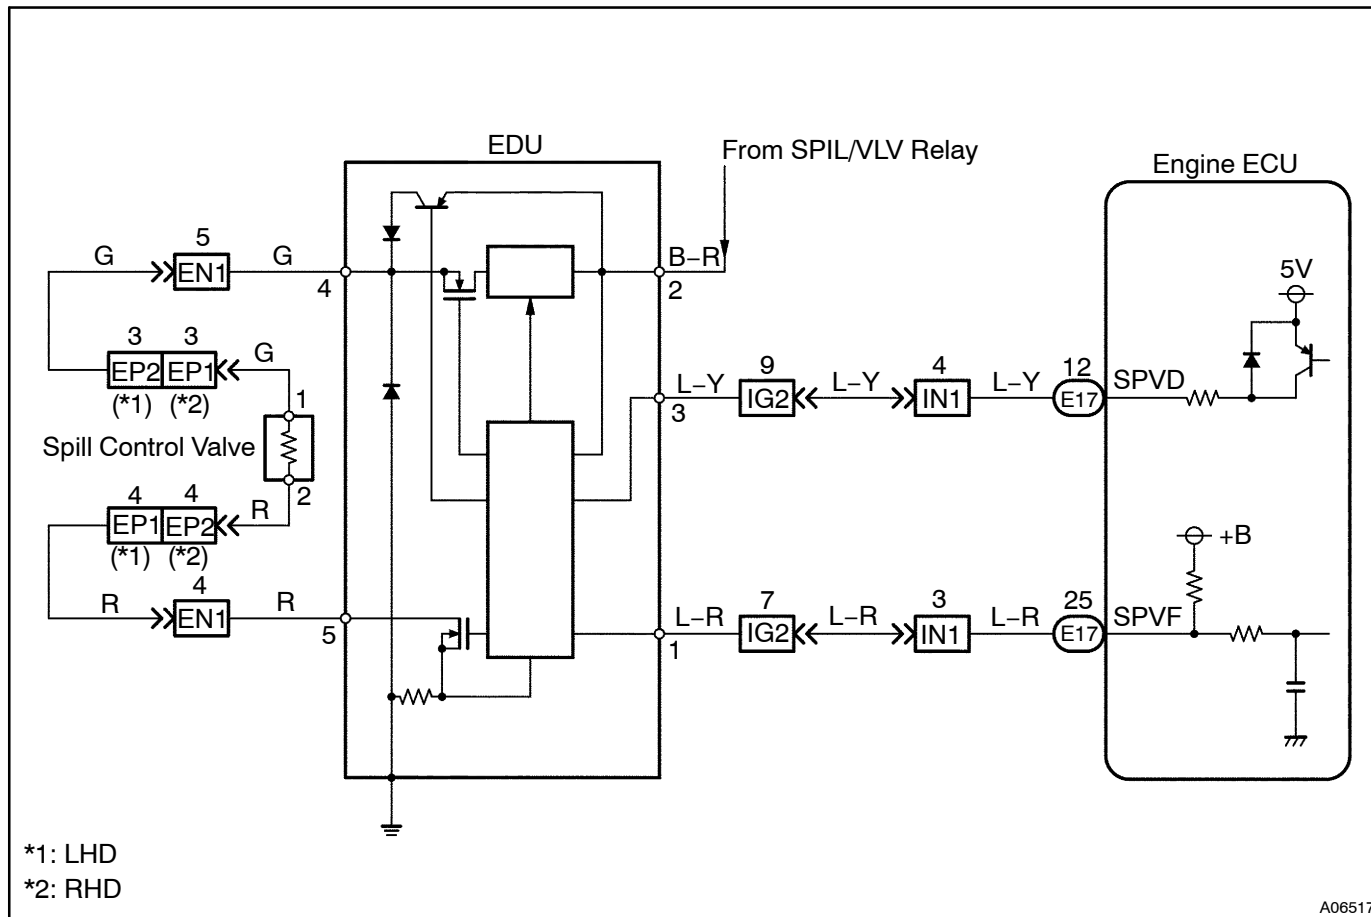 EDU
From SPIL/VLV Relay
Engine ECU
5
G
EN1
G
4
B–R
2
5V
3 3
EP2 EP1
G
(*1) (*2)
1
9
4
12
L–Y
IG2
L–Y
IN1
L–Y
E17
SPVD
3
Spill Control Valve
2
4 4
EP1 EP2
R
(*1) (*2)
+B
4
R
EN1
R
5
7
3
25
L–R
IG2
L–R
IN1
L–R
E17
SPVF
1
*1: LHD
*2: RHD
A06517